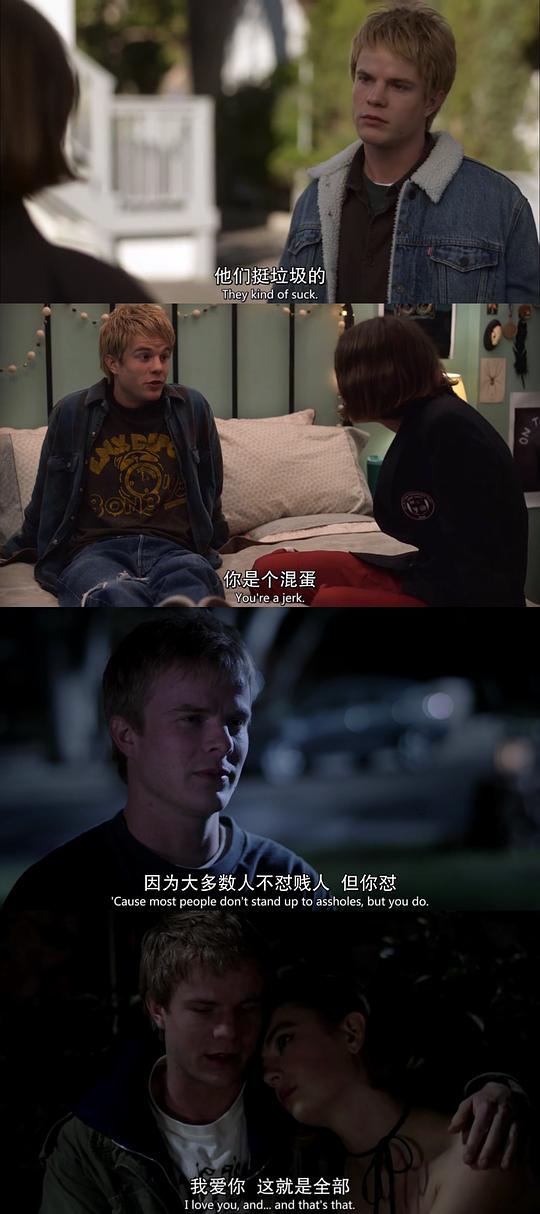 他们挺垃圾的
They kind of suck.
ON T
你是个混蛋
You're a jerk.
因为大多数人不怼贱人 但你怼
'Cause most people don't stand up to assholes, but you do.
我爱你 这就是全部
I love you, and... and that's that.